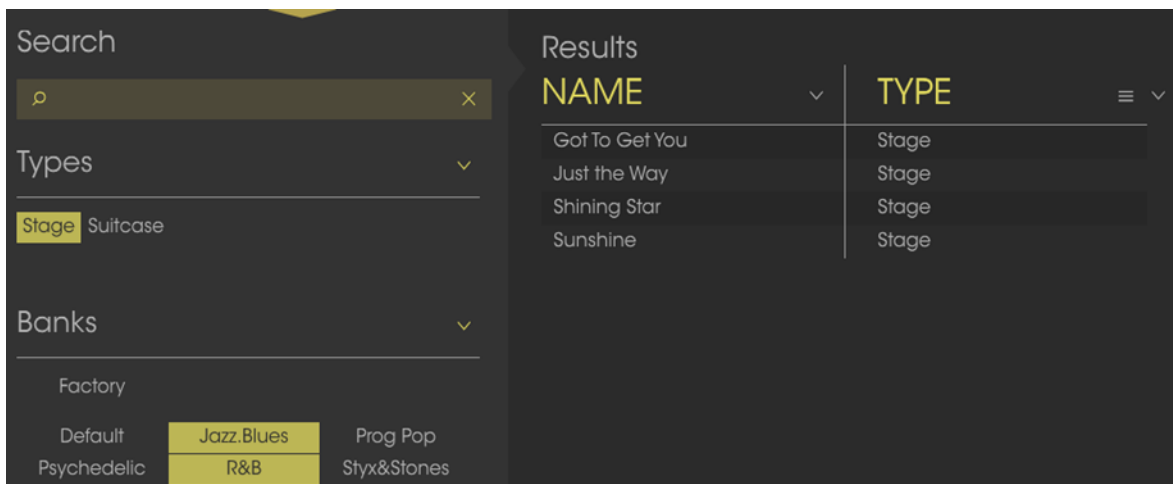 Search
Types
Stage Suitcase
Banks
Factory
Default Jazz.Blues Prog Pop
Psychedelic R&B Styx&Stones
Results
NAME TYPE
Got To Get You Stage
Just the Way Stage
Shining Star Stage
Sunshine Stage